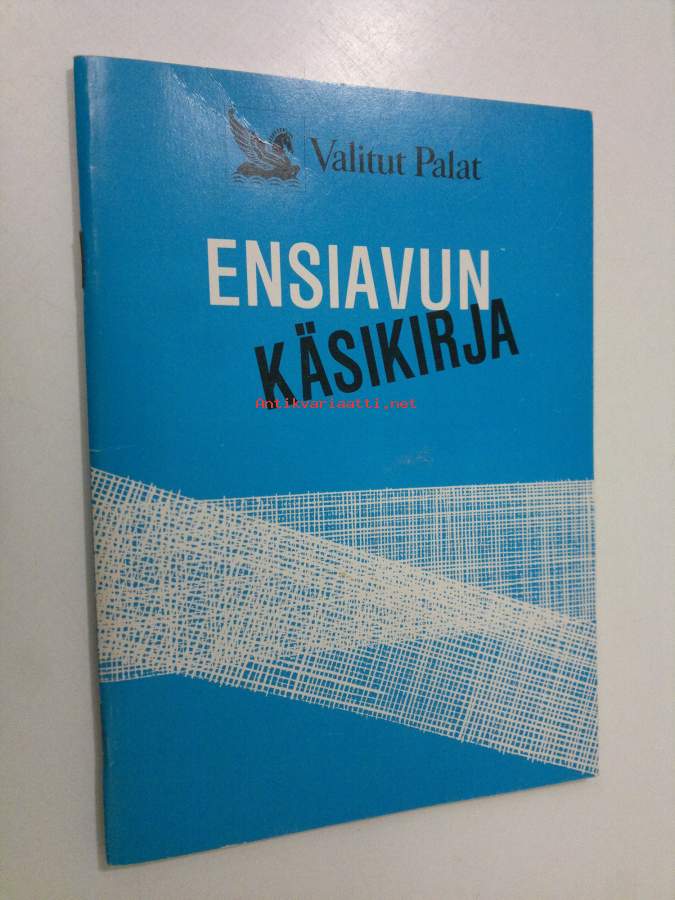 Valitut Palat
ENSIAVUN
KÄSIKIRJA
Antikvariaatti.net